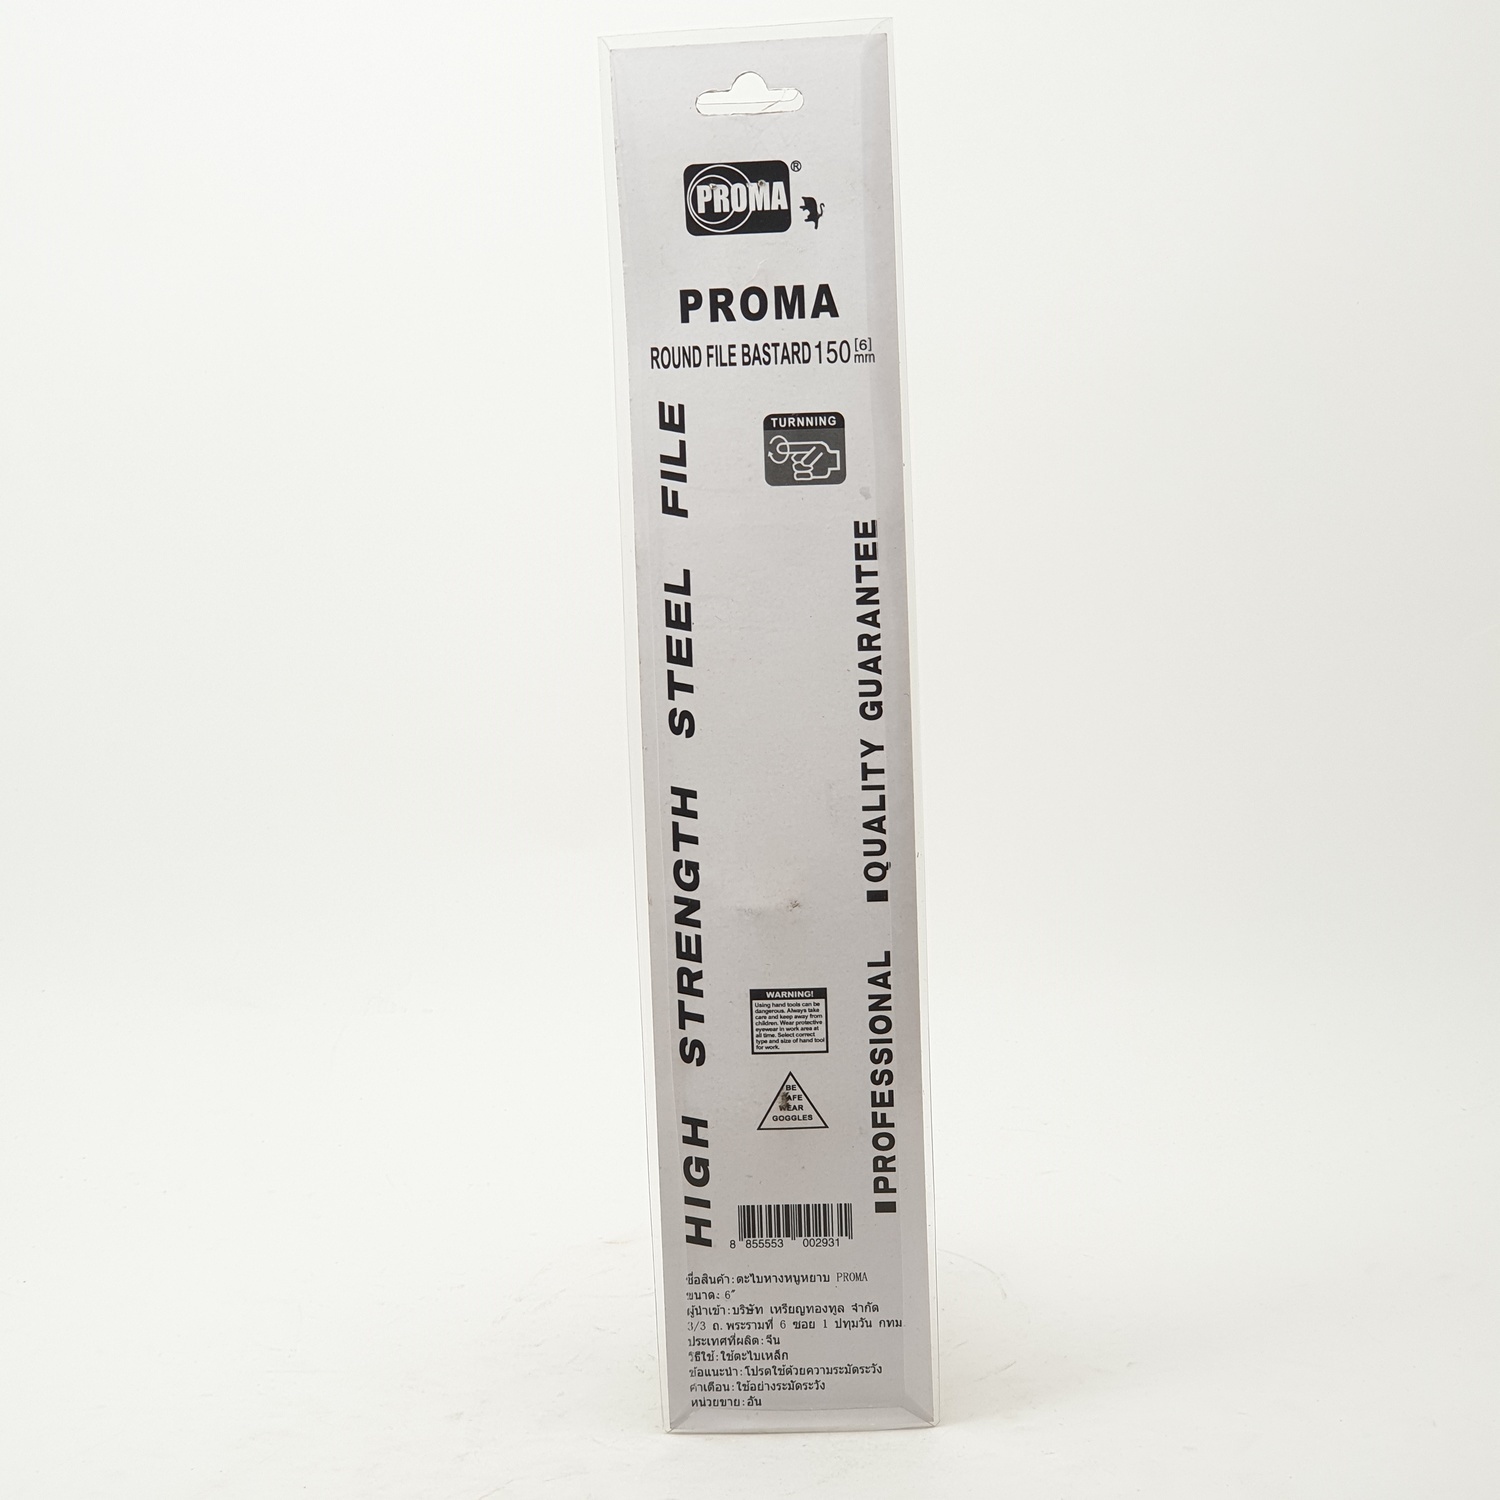 PROMA®
PROMA
ROUND FILE BASTARD 150 [6] mm
TURNNING
HIGH STRENGTH STEEL FILE
QUALITY GUARANTEE
PROFESSIONAL
WARNING!
Using hand tools can be
dangerous. Always take
care and keep away from
children. Wear protective
eyewear in work area at
all time. Select correct
type and size of hand tool
for work.
BE
SAFE
WEAR
GOGGLES
8 855553 002931
ชื่อสินค้า:ตะไบหางหนูหยาบ PROMA
ขนาด: 6"
ผู้นำเข้า:บริษัท เหรียญทองทูล จำกัด
3/3 ถ.พระรามที่ 6 ซอย 1 ปทุมวัน กทม.
ประเทศที่ผลิต:จีน
วิธีใช้:ใช้ตะไบเหล็ก
ข้อแนะนำ:โปรดใช้ด้วยความระมัดระวัง
คำเตือน:ใช้อย่างระมัดระวัง
หน่วยขาย:อัน